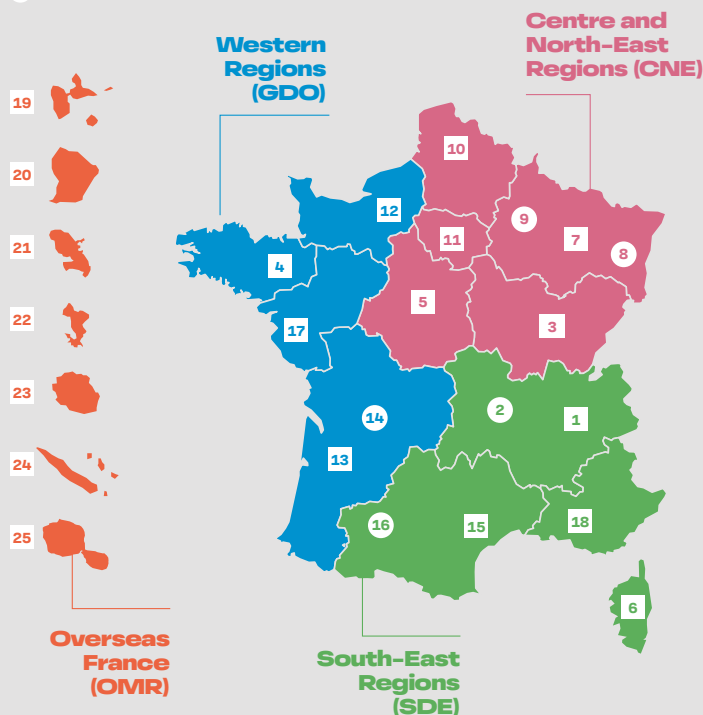 Centre and
North-East
Regions (CNE)
Western
Regions
(GDO)
19
20
21
22
23
24
25
10
12
9
11
7
8
4
5
3
17
2
14
1
13
16
15
18
6
Overseas
France
(OMR)
South-East
Regions
(SDE)